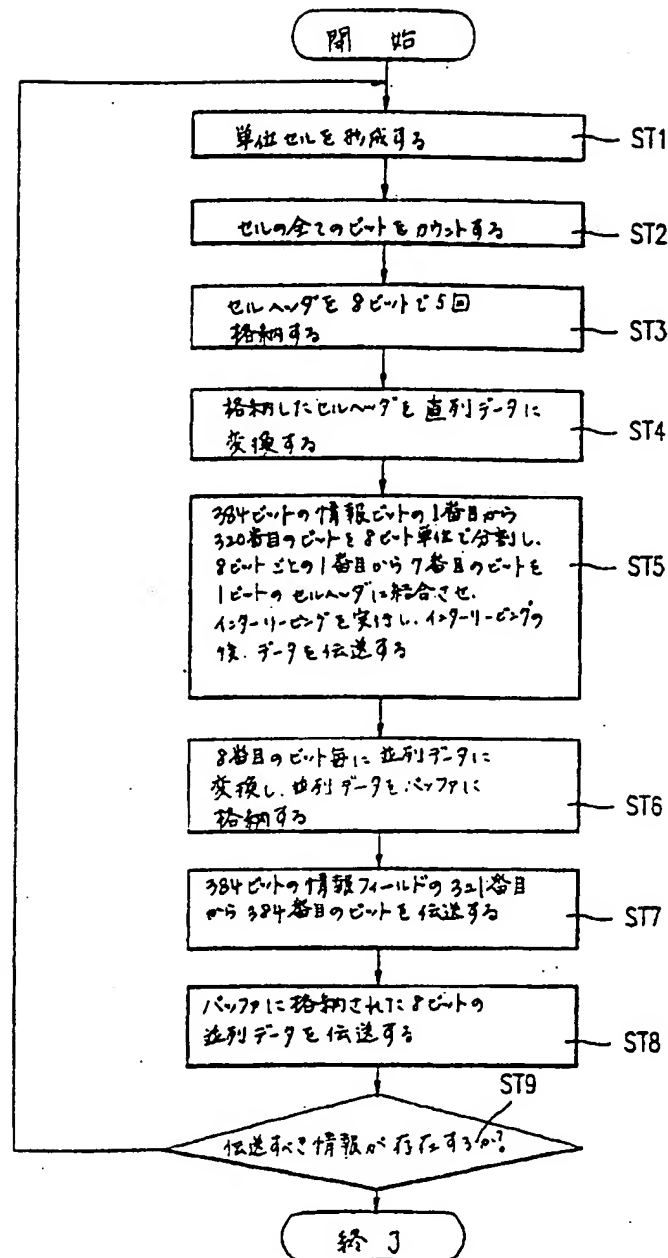 開 始
単位セルを形成する
ST1
セルの全てのビットをカウントする
ST2
セルヘッダを8ビットで5回
格納する
ST3
格納したセルヘッダを直列データに
変換する
ST4
384ビットの情報ビットの1番目から
320番目のビットを8ビット単位で分割し、
8ビットごとの1番目から7番目のビットを
1ビットのセルヘッダに結合させ、
インターリービングを実行し、インターリービングの
後、データを伝送する
ST5
8番目のビット毎に並列データに
変換し、並列データをバッファに
格納する
ST6
384ビットの情報フィールドの321番目
から384番目のビットを伝送する
ST7
バッファに格納された8ビットの
並列データを伝送する
ST8
ST9
伝送すべき情報が存在するか?
終 了